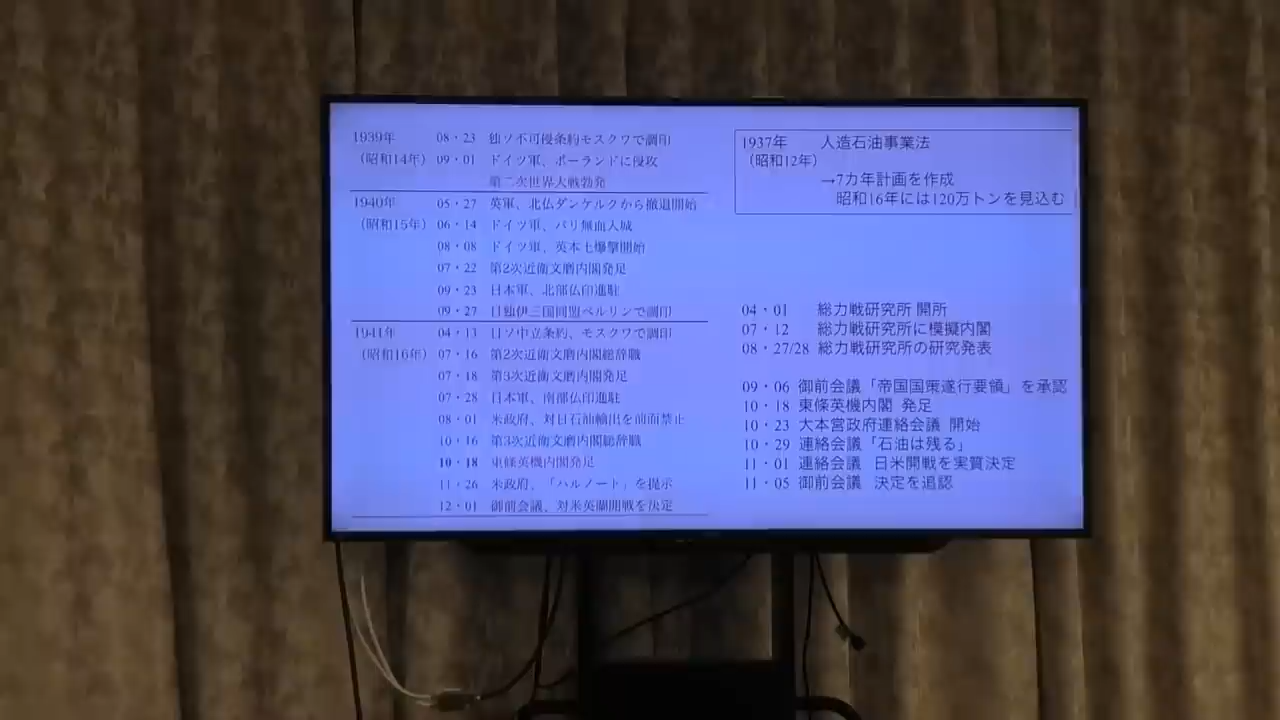 1939年 08・23 独ソ不可侵条約モスクワで調印
(昭和14年) 09・01 ドイツ軍、ポーランドに侵攻
第二次世界大戦勃発
1940年 05・27 英軍、北仏ダンケルクから撤退開始
(昭和15年) 06・14 ドイツ軍、パリ無血入城
08・08 ドイツ軍、英本土爆撃開始
07・22 第2次近衛文麿内閣発足
09・23 日本軍、北部仏印進駐
09・27 日独伊三国同盟ベルリンで調印
1941年 04・13 日ソ中立条約、モスクワで調印
(昭和16年) 07・16 第2次近衛文麿内閣総辞職
07・18 第3次近衛文麿内閣発足
07・28 日本軍、南部仏印進駐
08・01 米政府、対日石油輸出を前面禁止
10・16 第3次近衛文麿内閣総辞職
10・18 東條英機内閣発足
11・26 米政府、「ハルノート」を提示
12・01 御前会議、対米英蘭開戦を決定
1937年 人造石油事業法
(昭和12年)
→7カ年計画を作成
昭和16年には120万トンを見込む
04・01 総力戦研究所 開所
07・12 総力戦研究所に模擬内閣
08・27/28 総力戦研究所の研究発表
09・06 御前会議「帝国国策遂行要領」を承認
10・18 東條英機内閣 発足
10・23 大本営政府連絡会議 開始
10・29 連絡会議「石油は残る」
11・01 連絡会議 日米開戦を実質決定
11・05 御前会議 決定を追認